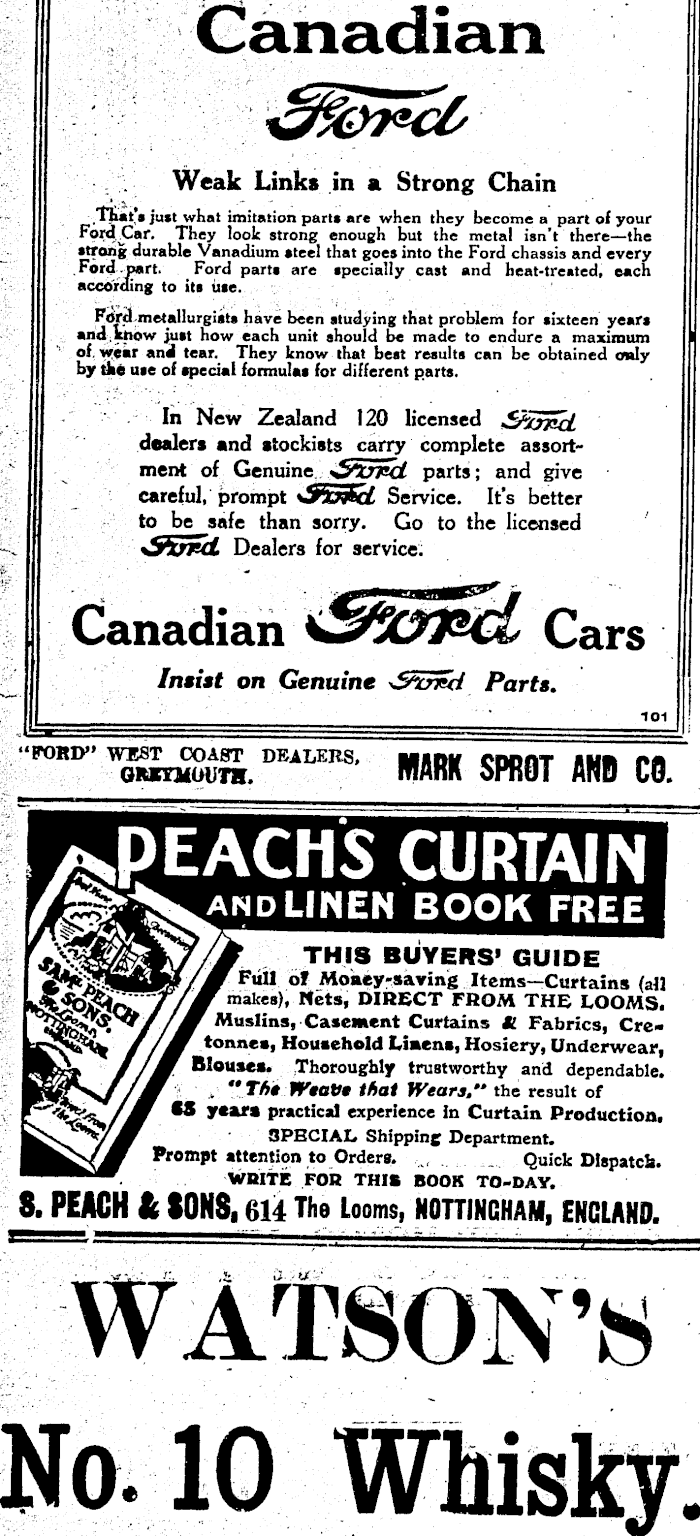 Canadian
Ford
Weak Links in a Strong Chain
That's just what imitation parts are when they become a part of your
Ford Car. They look strong enough but the metal isn't there—the
strong durable Vanadium steel that goes into the Ford chassis and every
Ford part. Ford parts are specially cast and heat-treated, each
according to its use.
Ford metallurgists have been studying that problem for sixteen years
and know just how each unit should be made to endure a maximum
of wear and tear. They know that best results can be obtained only
by the use of special formulas for different parts.
In New Zealand 120 licensed Ford
dealers and stockists carry complete assort-
ment of Genuine Ford parts; and give
careful, prompt Ford Service. It's better
to be safe than sorry. Go to the licensed
Ford Dealers for service.
Canadian Ford Cars
Insist on Genuine Ford Parts.
101
"FORD" WEST COAST DEALERS,
GREYMOUTH.
MARK SPROT AND CO.
PEACH'S CURTAIN
AND LINEN BOOK FREE
SAML PEACH
& SONS.
The Looms
NOTTINGHAM.
ENGLAND
Direct from
the Looms.
THIS BUYERS' GUIDE
Full of Money-saving Items—Curtains (all
makes), Nets, DIRECT FROM THE LOOMS.
Muslins, Casement Curtains & Fabrics, Cre-
tonnes, Household Linens, Hosiery, Underwear,
Blouses. Thoroughly trustworthy and dependable.
"The Weave that Wears," the result of
65 years practical experience in Curtain Production.
SPECIAL Shipping Department.
Prompt attention to Orders. Quick Dispatch.
WRITE FOR THIS BOOK TO-DAY.
S. PEACH & SONS, 614 The Looms, NOTTINGHAM, ENGLAND.
WATSON'S
No. 10 Whisky.